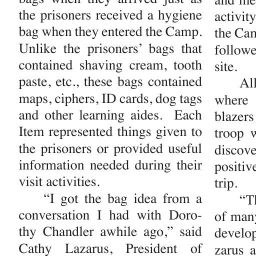 bags when they arrived just as
the prisoners received a hygiene
bag when they entered the Camp.
Unlike the prisoners' bags that
contained shaving cream, tooth
paste, etc., these bags contained
maps, ciphers, ID cards, dog tags
and other learning aides.  Each
Item represented things given to
the prisoners or provided useful
information needed during their
visit activities.
"I got the bag idea from a
conversation I had with Doro-
thy Chandler awhile ago," said
Cathy Lazarus, President of
activity
the Cam
followe
site.
All
where
blazers
troop w
discove
positive
trip.
"Th
of many
develop
zarus a